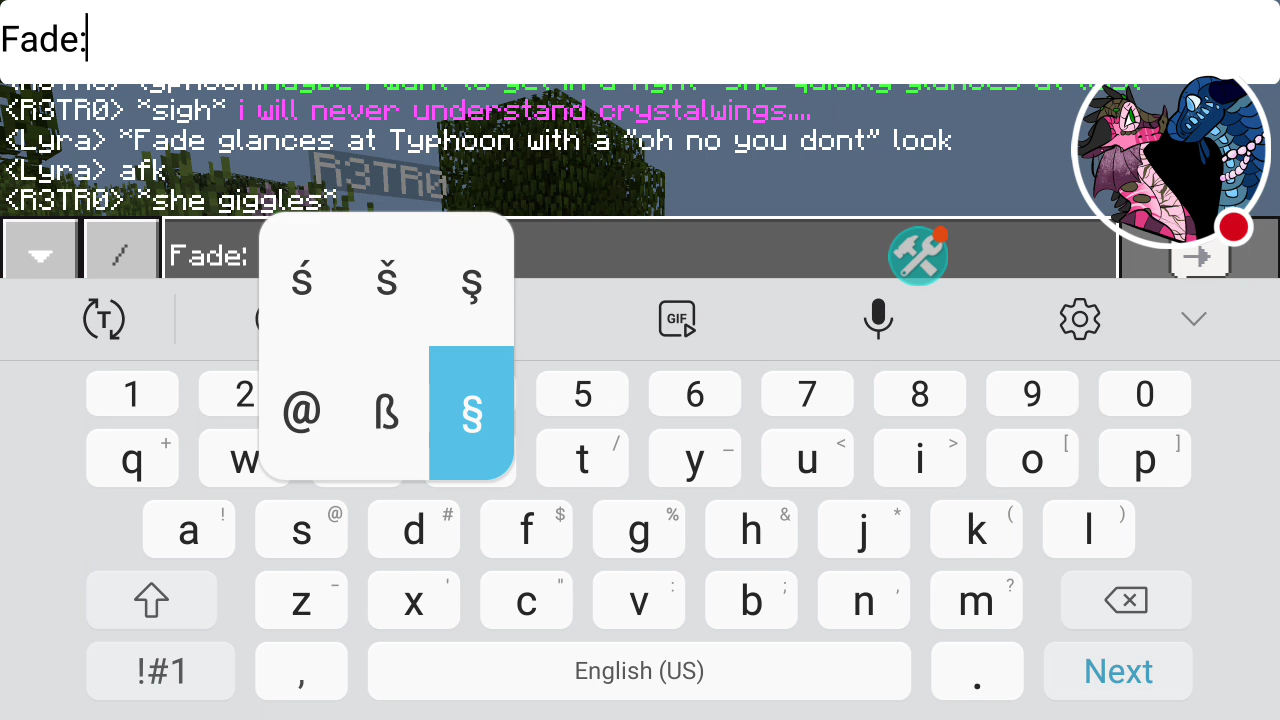 Fade:
<R3TR0> *sigh* i will never understand crystalwings....
<Lyra> *Fade glances at Typhoon with a "oh no you dont" look
<Lyra> afk
R3TR0
<R3TR0> *she giggles*
/ Fade:
ś š ş
@ ß §
T GIF
1 2 5 6 7 8 9 0
q + w t / y _ u < i > o [ p ]
a ! s @ d # f $ g % h & j * k ( l )
z - x ' c " v : b ; n , m ?
!#1 , English (US) . Next